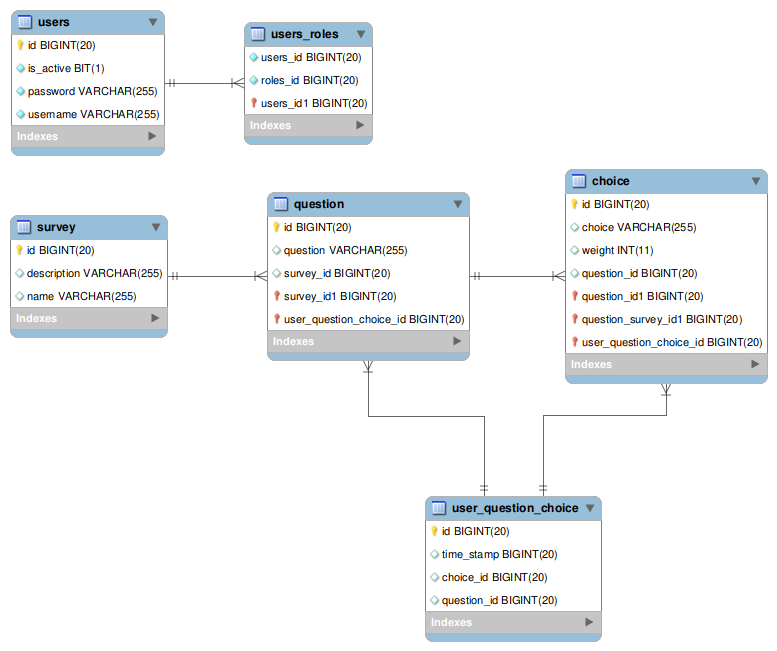 users
id BIGINT(20)
is_active BIT(1)
password VARCHAR(255)
username VARCHAR(255)
Indexes
users_roles
users_id BIGINT(20)
roles_id BIGINT(20)
users_id1 BIGINT(20)
Indexes
survey
id BIGINT(20)
description VARCHAR(255)
name VARCHAR(255)
Indexes
question
id BIGINT(20)
question VARCHAR(255)
survey_id BIGINT(20)
survey_id1 BIGINT(20)
user_question_choice_id BIGINT(20)
Indexes
choice
id BIGINT(20)
choice VARCHAR(255)
weight INT(11)
question_id BIGINT(20)
question_id1 BIGINT(20)
question_survey_id1 BIGINT(20)
user_question_choice_id BIGINT(20)
Indexes
user_question_choice
id BIGINT(20)
time_stamp BIGINT(20)
choice_id BIGINT(20)
question_id BIGINT(20)
Indexes